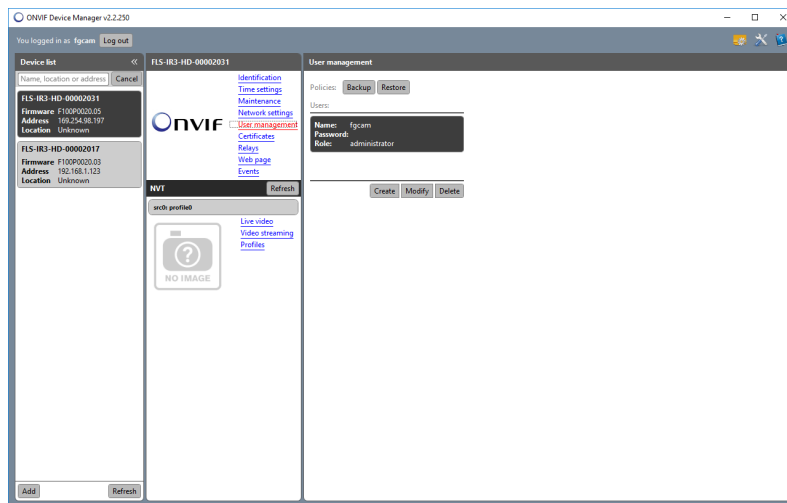 ONVIF Device Manager v2.2.250
You logged in as fgcam Log out
Device list «
Name, location or address Cancel
FLS-IR3-HD-00002031
Firmware F100P0020.05
Address 169.254.98.197
Location Unknown
FLS-IR3-HD-00002017
Firmware F100P0020.03
Address 192.168.1.123
Location Unknown
Add Refresh
FLS-IR3-HD-00002031
ONVIF
Identification
Time settings
Maintenance
Network settings
User management
Certificates
Relays
Web page
Events
NVT Refresh
src0: profile0
NO IMAGE
Live video
Video streaming
Profiles
User management
Policies: Backup Restore
Users:
Name: fgcam
Password:
Role: administrator
Create Modify Delete